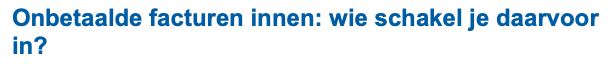 Onbetaalde facturen innen: wie schakel je daarvoor
in?